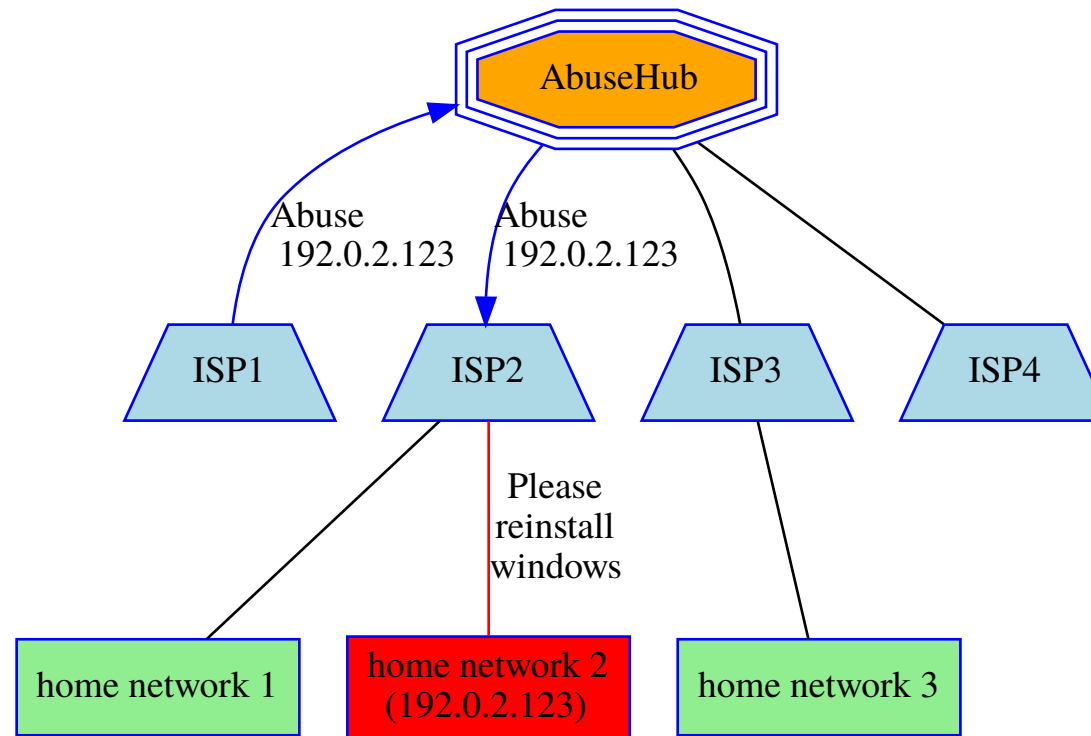 AbuseHub
Abuse
192.0.2.123
Abuse
192.0.2.123
ISP1
ISP2
ISP3
ISP4
Please
reinstall
windows
home network 1
home network 2
(192.0.2.123)
home network 3